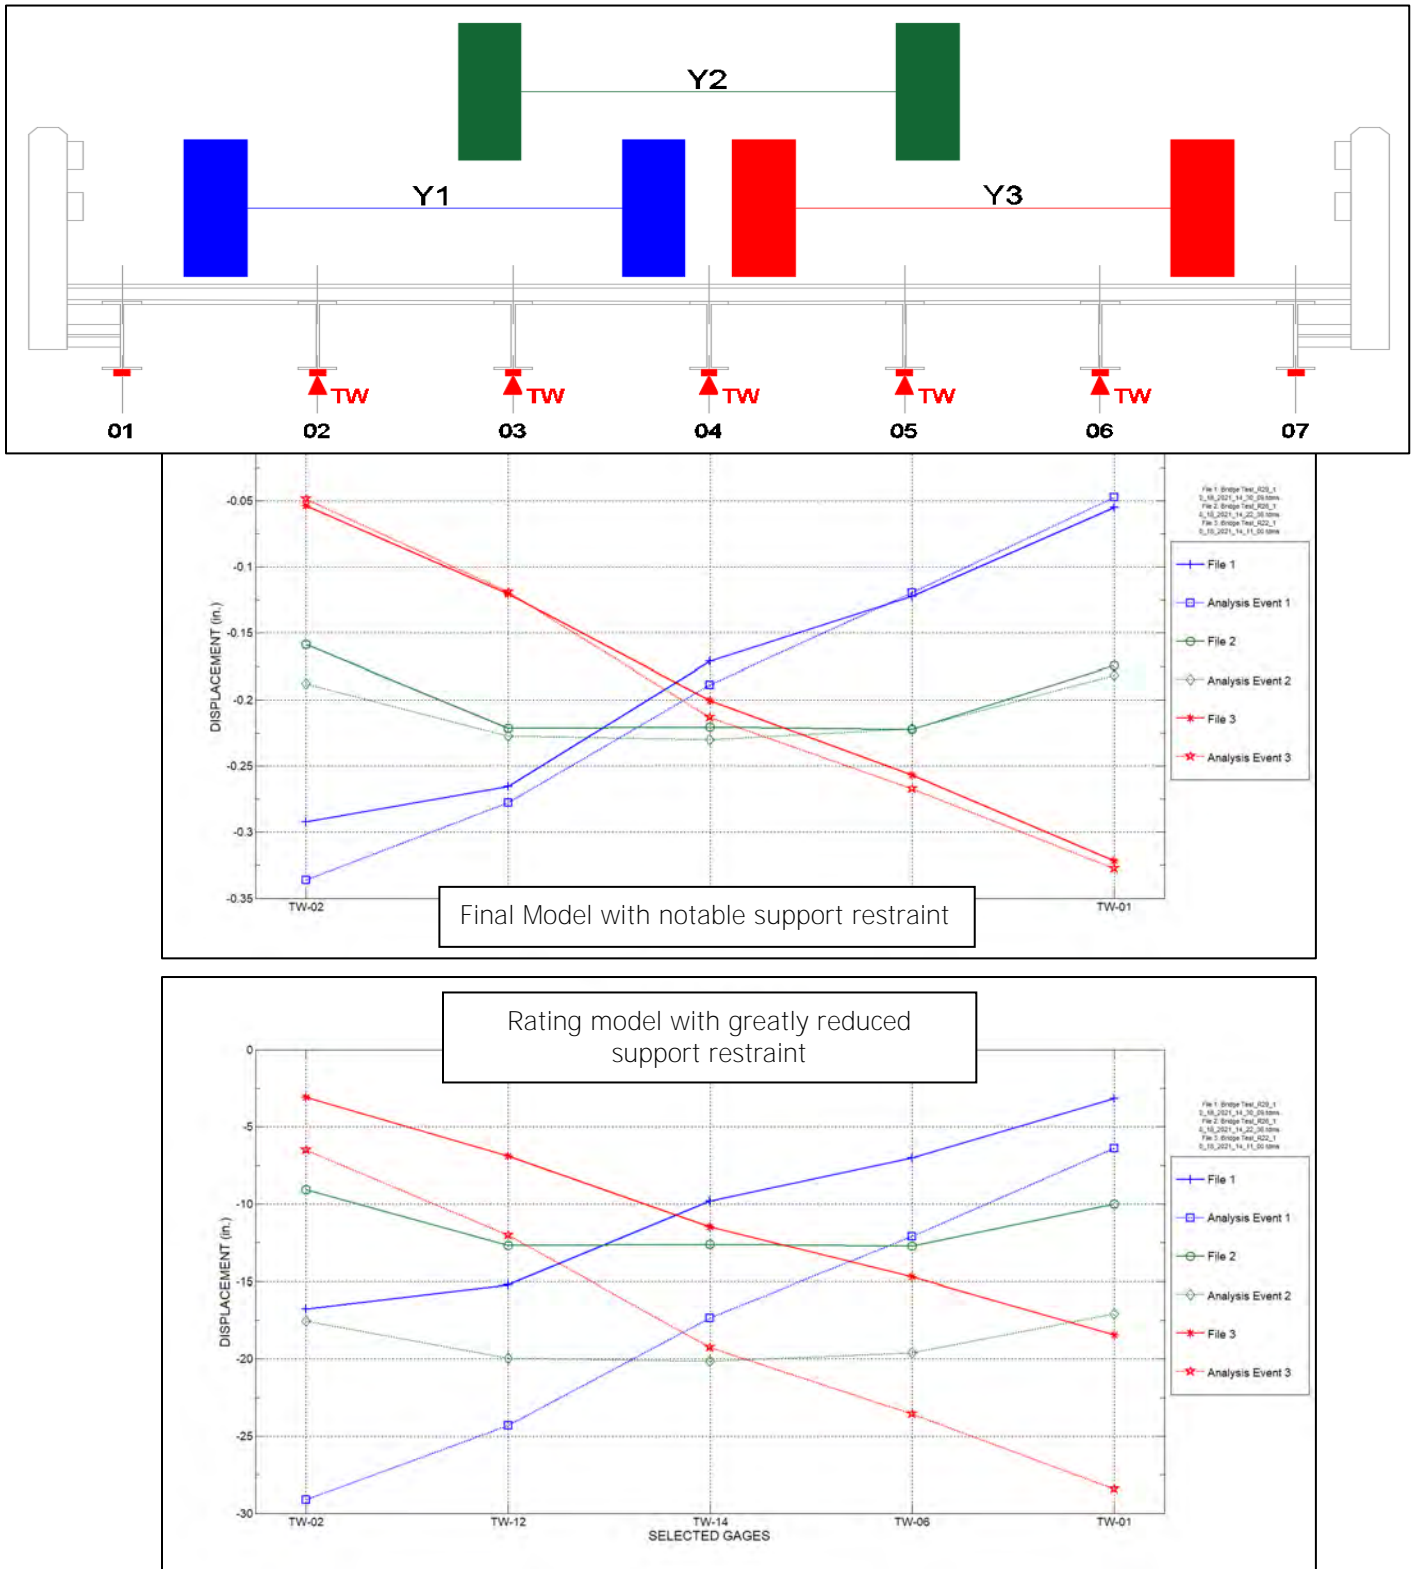 Y2
Y1
Y3
TW TW TW TW TW
01 02 03 04 05 06 07
-0.05
-0.1
-0.15
-0.2
-0.25
-0.3
-0.35
DISPLACEMENT (in.)
TW-02
TW-01
File 1
Analysis Event 1
File 2
Analysis Event 2
File 3
Analysis Event 3
Final Model with notable support restraint
Rating model with greatly reduced
support restraint
0
-5
-10
-15
-20
-25
-30
DISPLACEMENT (in.)
TW-02 TW-12 TW-14 TW-06 TW-01
SELECTED GAGES
File 1
Analysis Event 1
File 2
Analysis Event 2
File 3
Analysis Event 3